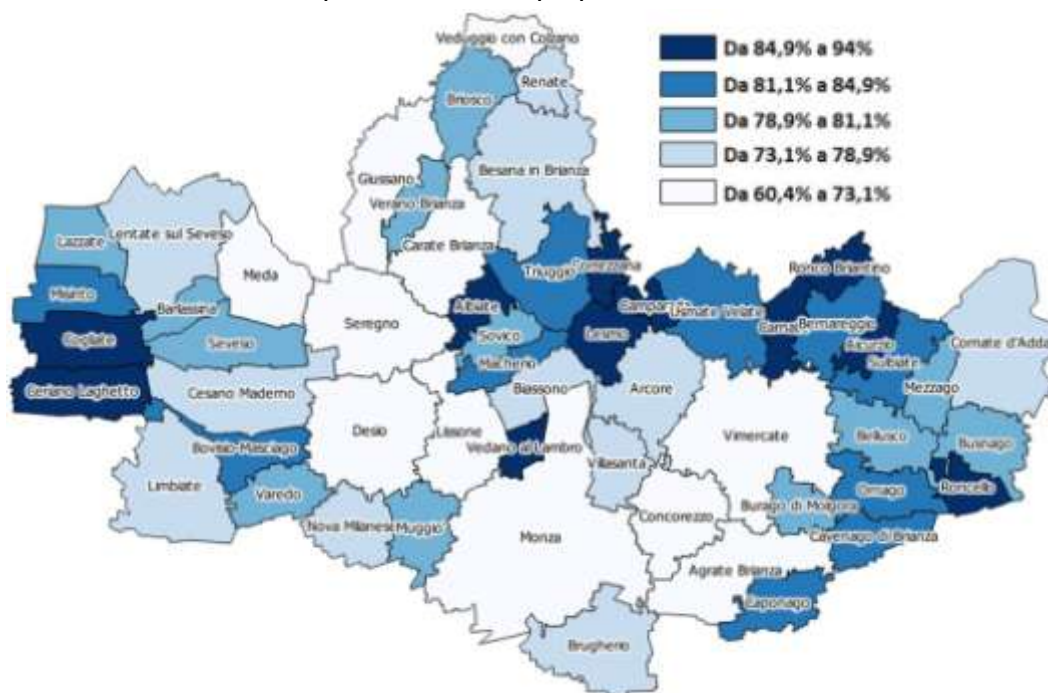 Veduggio con Colzano
Da 84,9% a 94%
Da 81,1% a 84,9%
Da 78,9% a 81,1%
Da 73,1% a 78,9%
Da 60,4% a 73,1%
Renate
Briosco
Besana in Brianza
Giussano
Verano Brianza
Carate Brianza
Lentate sul Seveso
Lazzate
Meda
Misinto
Barlassina
Cogliate
Seveso
Seregno
Triuggio
Correzzana
Ronco Briantino
Albiate
Camparada
Usmate Velate
Carnate
Bernareggio
Sovico
Lesmo
Aicurzio
Sulbiate
Cornate d'Adda
Macherio
Mezzago
Ceriano Laghetto
Cesano Maderno
Biassono
Arcore
Desio
Lissone
Vimercate
Bellusco
Busnago
Bovisio-Masciago
Vedano al Lambro
Villasanta
Limbiate
Varedo
Ornago
Roncello
Burago di Molgora
Nova Milanese
Muggiò
Concorezzo
Cavenago di Brianza
Monza
Agrate Brianza
Caponago
Brugherio